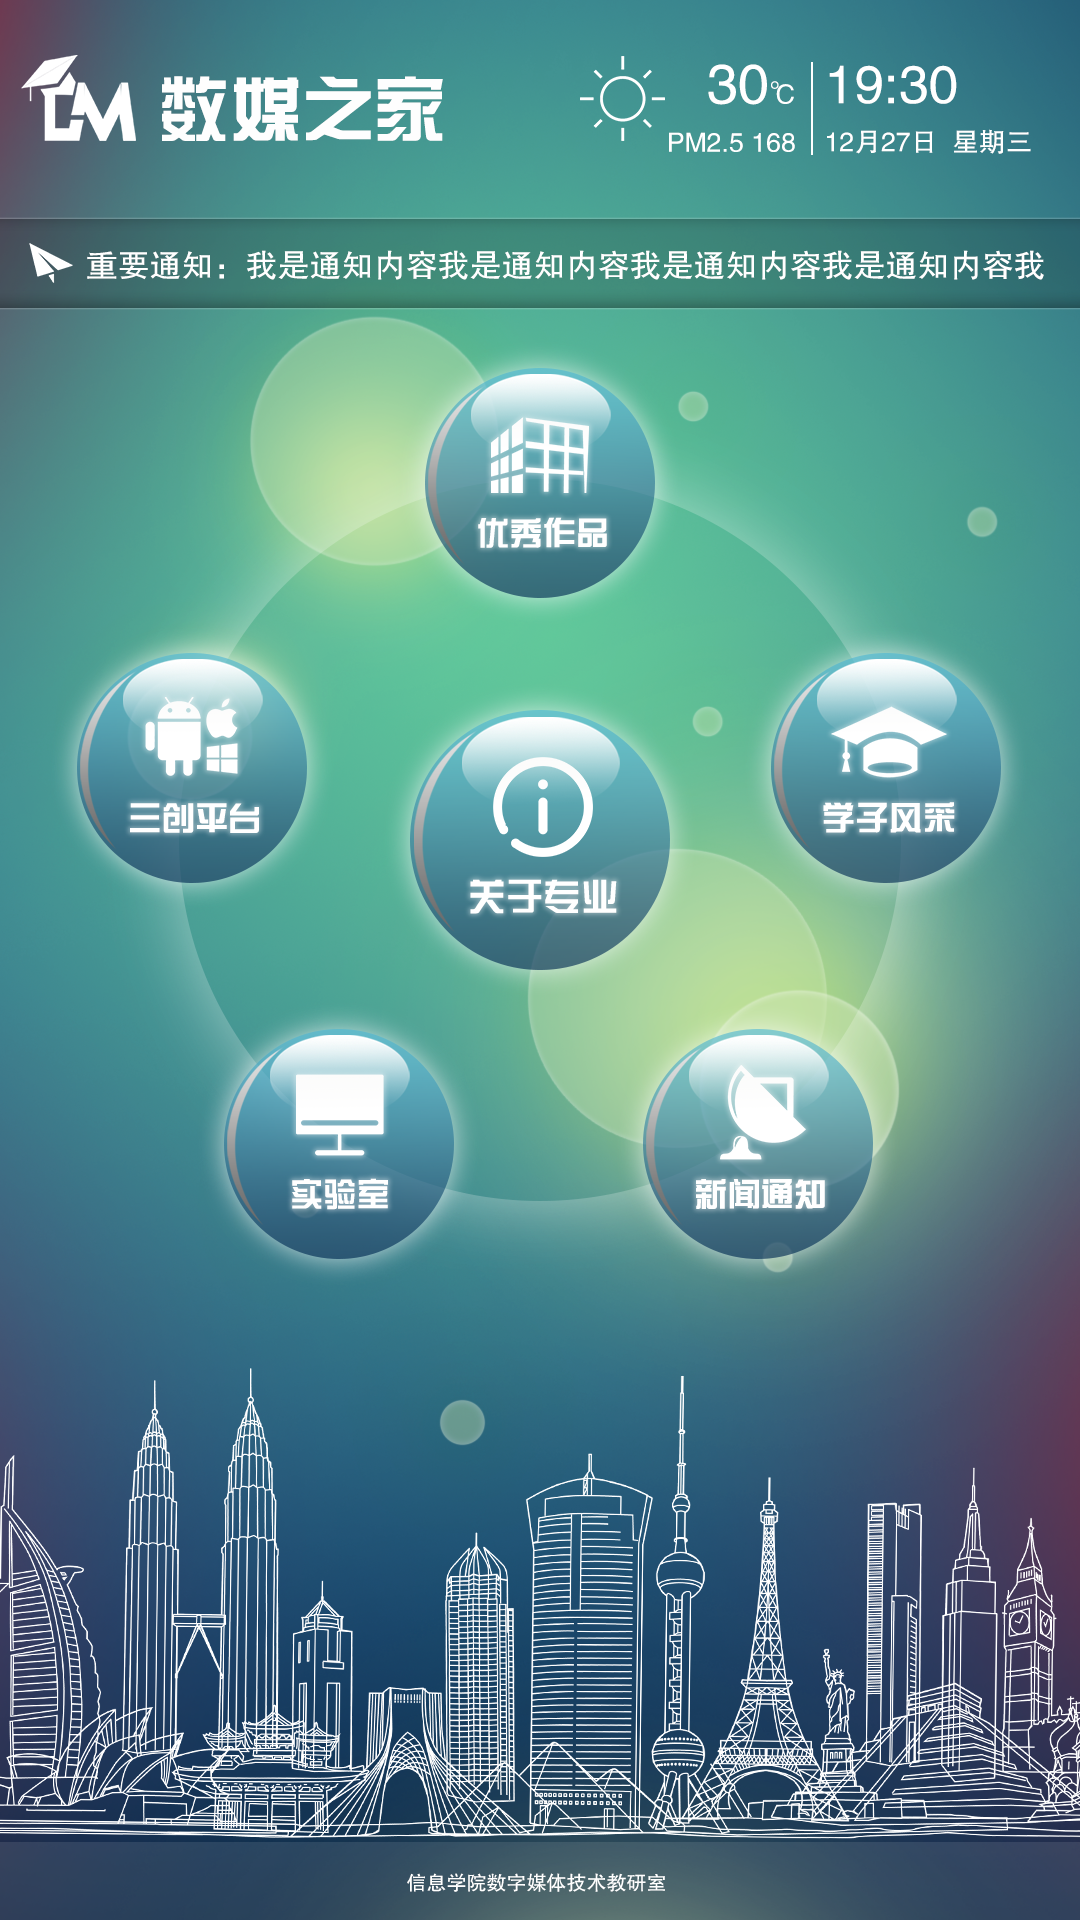 数媒之家
30℃
PM2.5 168
19:30
12月27日 星期三
重要通知：我是通知内容我是通知内容我是通知内容我是通知内容我
优秀作品
三创平台
学子风采
关于专业
实验室
新闻通知
信息学院数字媒体技术教研室